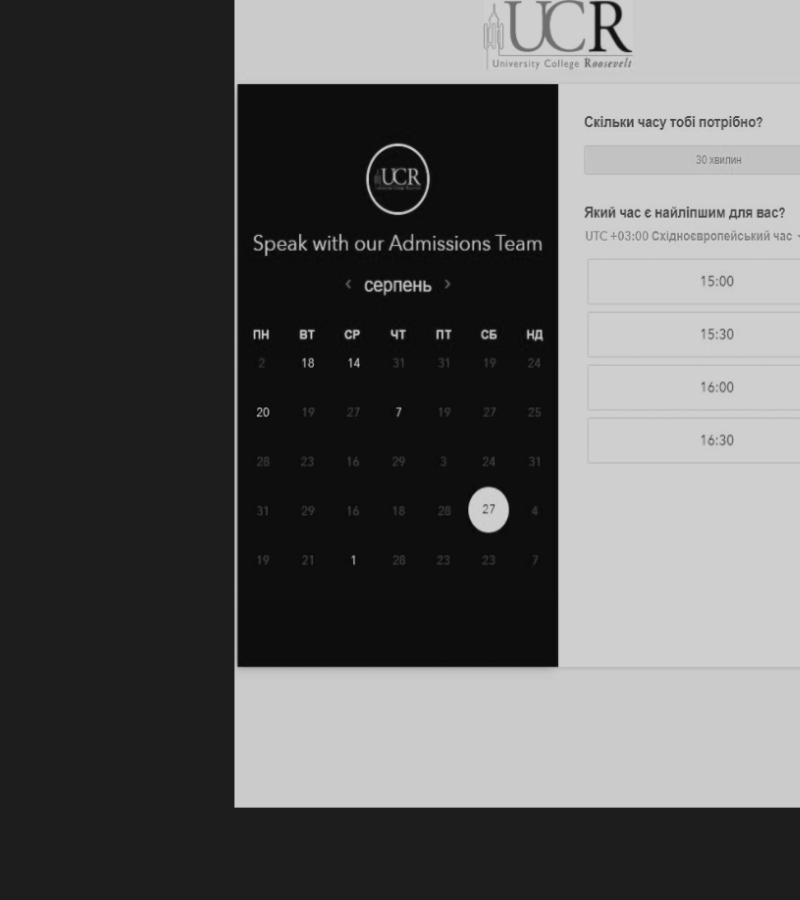 UCR
University College Roosevelt
UCR
Speak with our Admissions Team
‹ серпень ›
ПН ВТ СР ЧТ ПТ СБ НД
2 18 14 31 31 19 24
20 19 27 7 19 27 25
28 23 16 29 3 24 31
31 29 16 18 28 27 4
19 21 1 28 23 23 7
Скільки часу тобі потрібно?
30 хвилин
Який час є найліпшим для вас?
UTC +03:00 Східноєвропейський час
15:00
15:30
16:00
16:30